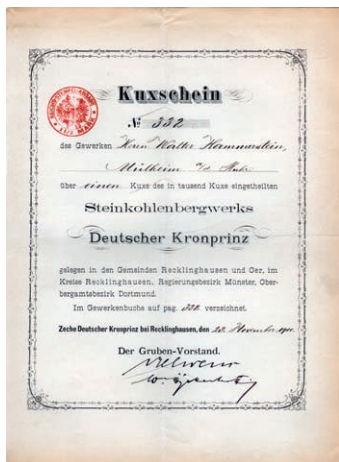 Kuxschein
№ 332
des Gewerken Herrn Walter Hammerstein,
Mülheim a/d Ruhr
über einen Kuxe des in tausend Kuxe eingetheilten
Steinkohlenbergwerks
Deutscher Kronprinz
gelegen in den Gemeinden Recklinghausen und Oer, im
Kreise Recklinghausen, Regierungsbezirk Münster, Ober-
bergamtsbezirk Dortmund.
Im Gewerkenbuche auf pag. 332 verzeichnet.
Zeche Deutscher Kronprinz bei Recklinghausen, den 28. November
Der Gruben-Vorstand.